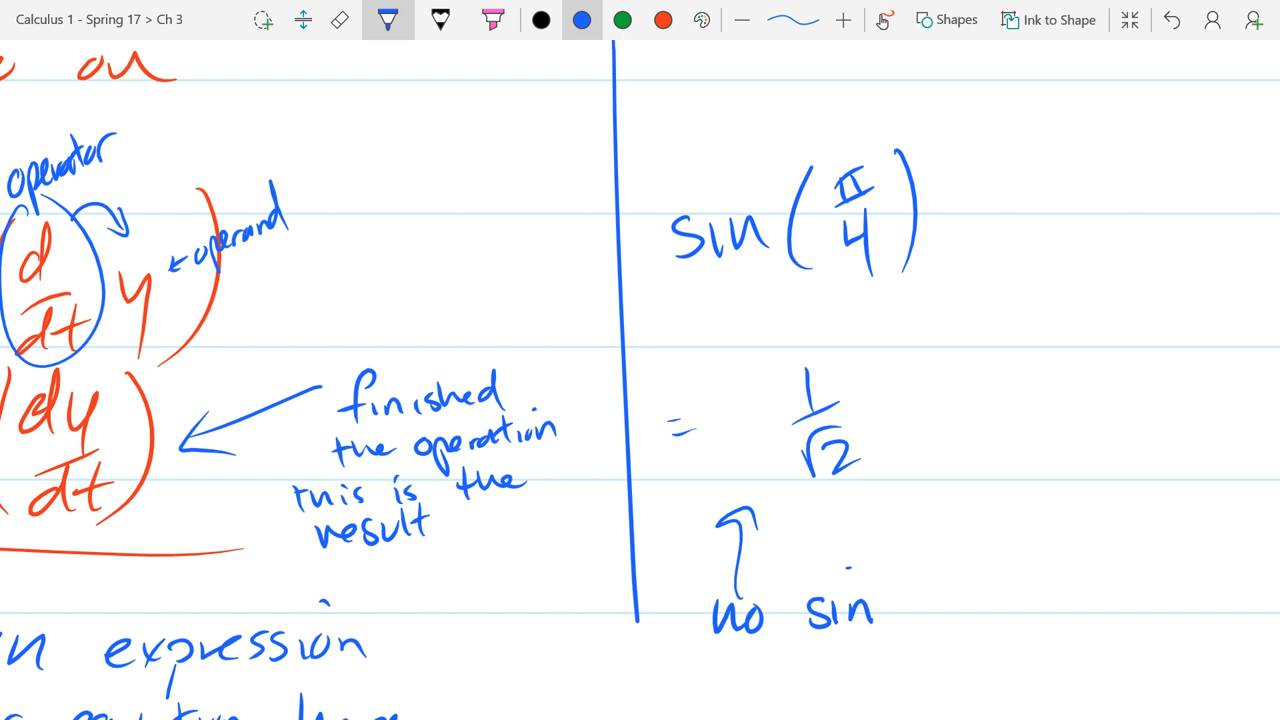 Calculus 1 - Spring 17 > Ch 3
Shapes
Ink to Shape
on
operator
d
dt
y
operand
dy
dt
finished
the operation
this is the
result
expression
sin(π/4)
= 1/√2
no sin